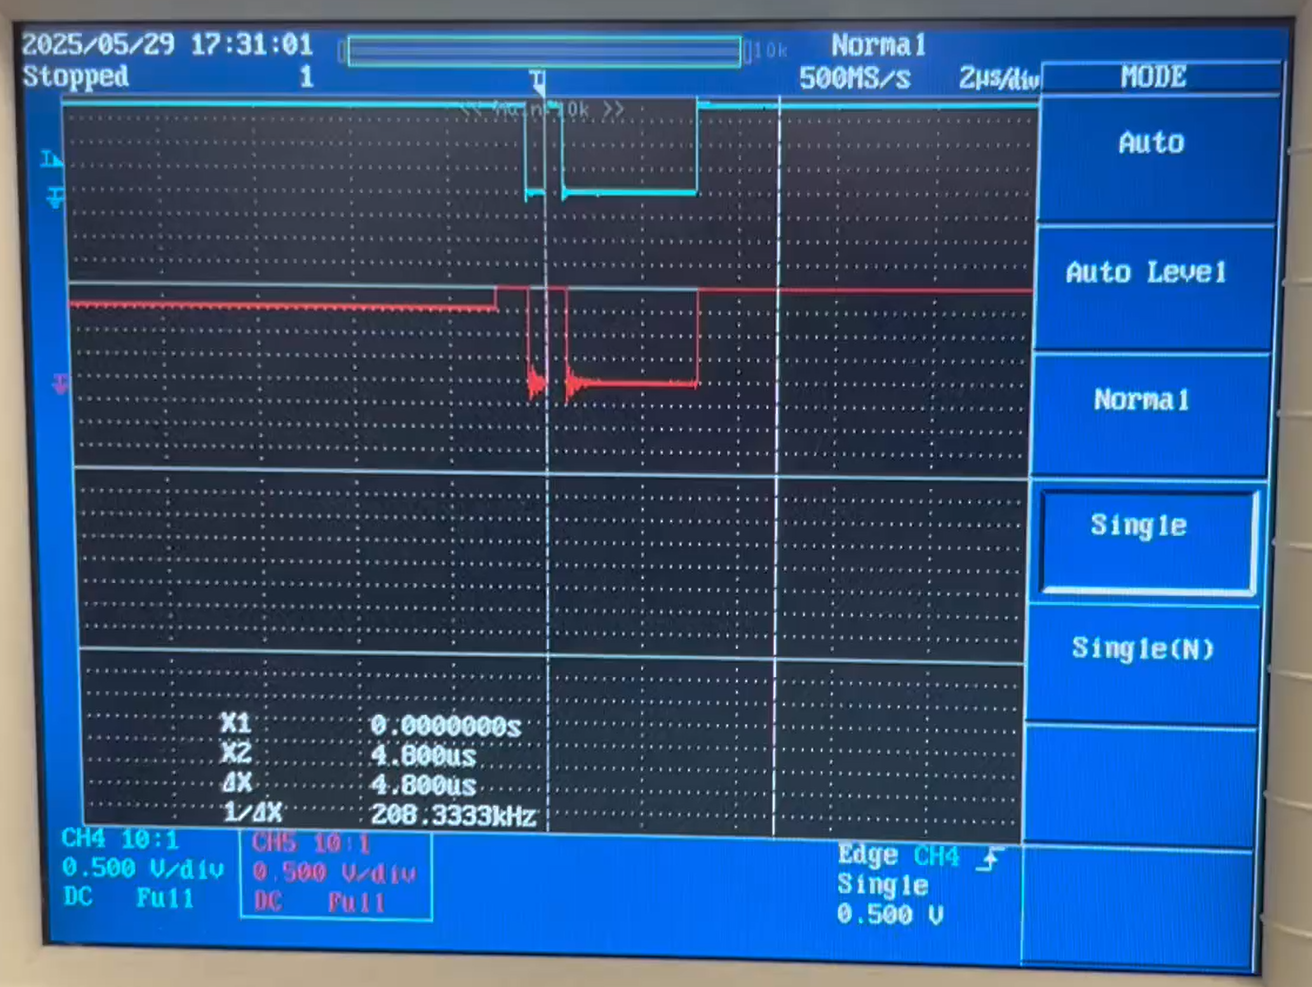 2025/05/29 17:31:01
10k
Normal
Stopped
1
500MS/s
2μs/div
T
<< Main:10k >>
MODE
Auto
Auto Level
Normal
Single
Single(N)
X1 0.0000000s
X2 4.800us
ΔX 4.800us
1/ΔX 208.3333kHz
CH4 10:1
0.500 V/div
DC Full
CH5 10:1
0.500 V/div
DC Full
Edge CH4
Single
0.500 V